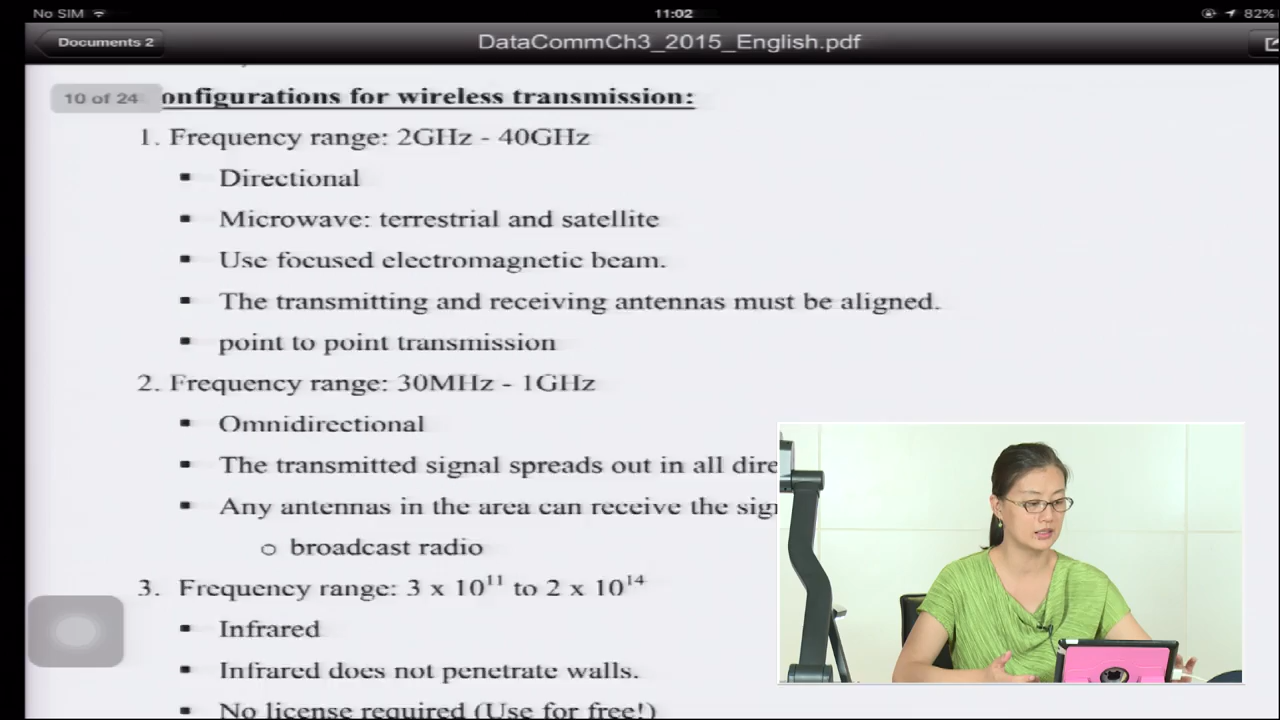 No SIM
11:02
82%
Documents 2
DataCommCh3_2015_English.pdf
10 of 24
onfigurations for wireless transmission:
1. Frequency range: 2GHz - 40GHz
▪ Directional
▪ Microwave: terrestrial and satellite
▪ Use focused electromagnetic beam.
▪ The transmitting and receiving antennas must be aligned.
▪ point to point transmission
2. Frequency range: 30MHz - 1GHz
▪ Omnidirectional
▪ The transmitted signal spreads out in all dire
▪ Any antennas in the area can receive the sig
o broadcast radio
3. Frequency range: 3 x 10¹¹ to 2 x 10¹⁴
▪ Infrared
▪ Infrared does not penetrate walls.
▪ No license required (Use for free!)